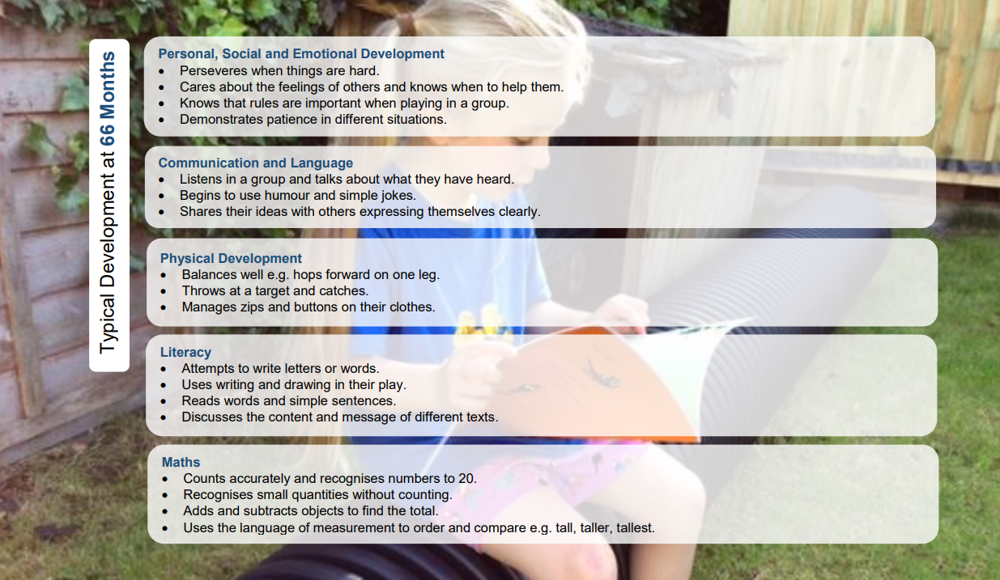 Typical Development at 66 Months
Personal, Social and Emotional Development
• Perseveres when things are hard.
• Cares about the feelings of others and knows when to help them.
• Knows that rules are important when playing in a group.
• Demonstrates patience in different situations.
Communication and Language
• Listens in a group and talks about what they have heard.
• Begins to use humour and simple jokes.
• Shares their ideas with others expressing themselves clearly.
Physical Development
• Balances well e.g. hops forward on one leg.
• Throws at a target and catches.
• Manages zips and buttons on their clothes.
Literacy
• Attempts to write letters or words.
• Uses writing and drawing in their play.
• Reads words and simple sentences.
• Discusses the content and message of different texts.
Maths
• Counts accurately and recognises numbers to 20.
• Recognises small quantities without counting.
• Adds and subtracts objects to find the total.
• Uses the language of measurement to order and compare e.g. tall, taller, tallest.